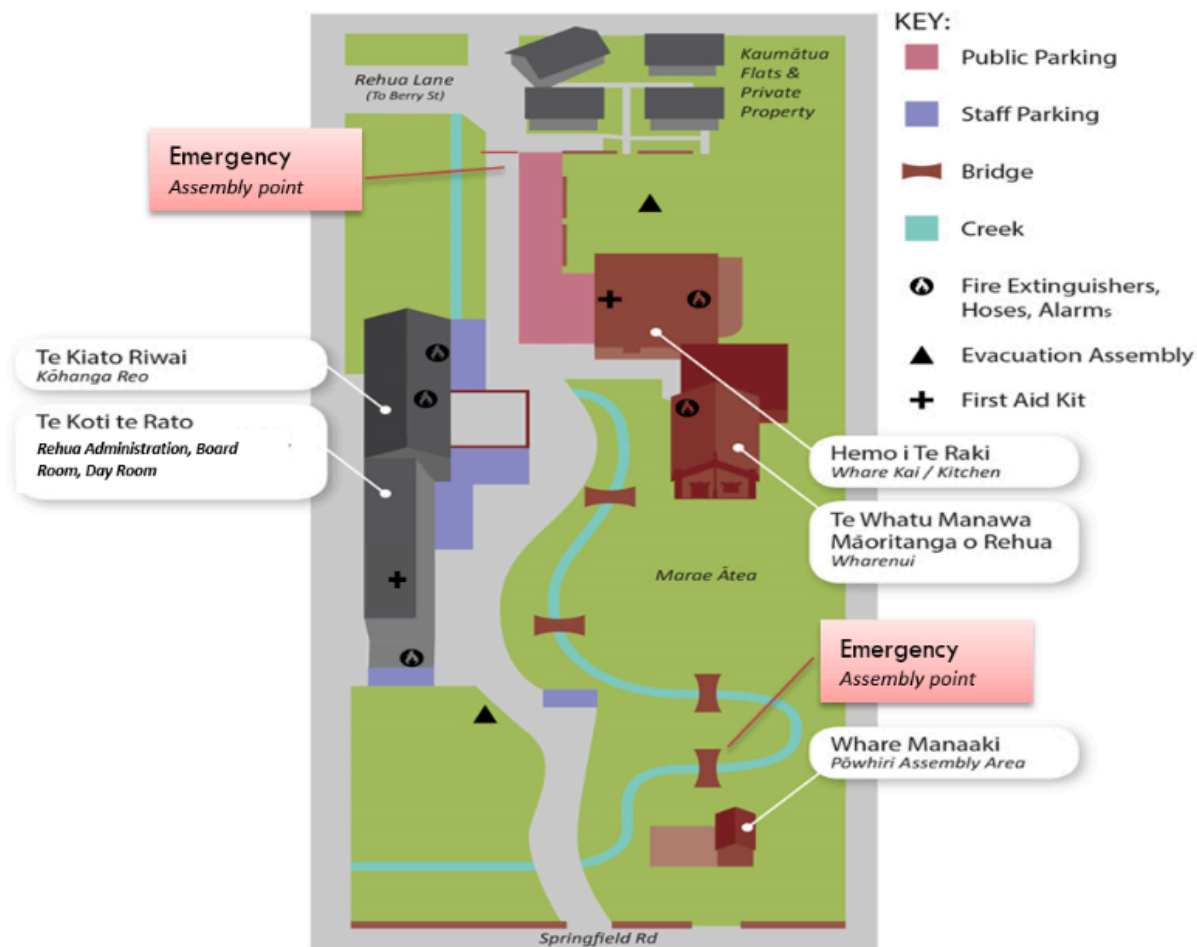 KEY:
Public Parking
Staff Parking
Bridge
Creek
Fire Extinguishers,
Hoses, Alarms
Evacuation Assembly
First Aid Kit
Rehua Lane
(To Berry St)
Kaumātua
Flats &
Private
Property
Emergency
Assembly point
Te Kiato Riwai
Kōhanga Reo
Te Koti te Rato
Rehua Administration, Board
Room, Day Room
Hemo i Te Raki
Whare Kai / Kitchen
Te Whatu Manawa
Māoritanga o Rehua
Wharenui
Marae Ātea
Emergency
Assembly point
Whare Manaaki
Pōwhiri Assembly Area
Springfield Rd